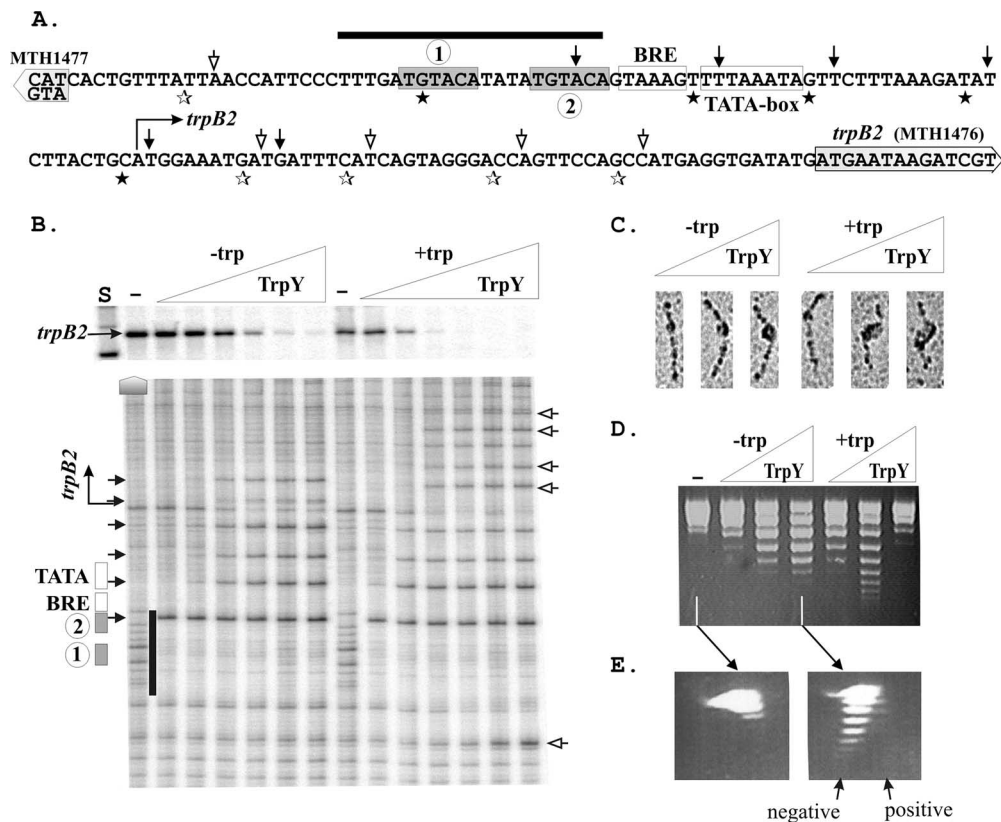 A.
MTH1477
1
BRE
CATCACTGTTTATTAACCATTCCCTTTGATGTACATATATGTACAGTAAAGTTTTAAATAGTTCTTTAAAGATAT
GTA
2
TATA-box
trpB2
trpB2 (MTH1476)
CTTACTGCATGGAAATGATGATTTCATCAGTAGGGACCAGTTCCAGCCATGAGGTGATATGATGAATAAGATCGT
B.
-trp
+trp
TrpY
TrpY
S
–
–
trpB2
trpB2
TATA
BRE
2
1
C.
-trp
+trp
TrpY
TrpY
D.
-trp
+trp
–
TrpY
TrpY
E.
negative
positive